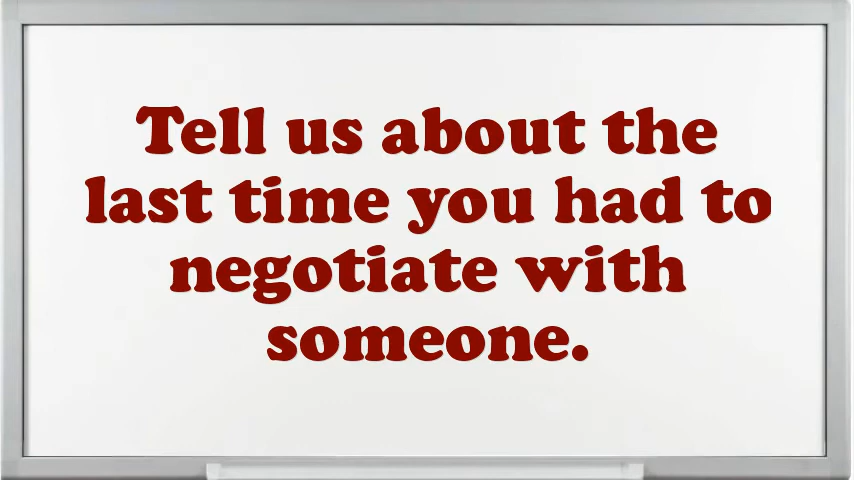 Tell us about the
last time you had to
negotiate with
someone.